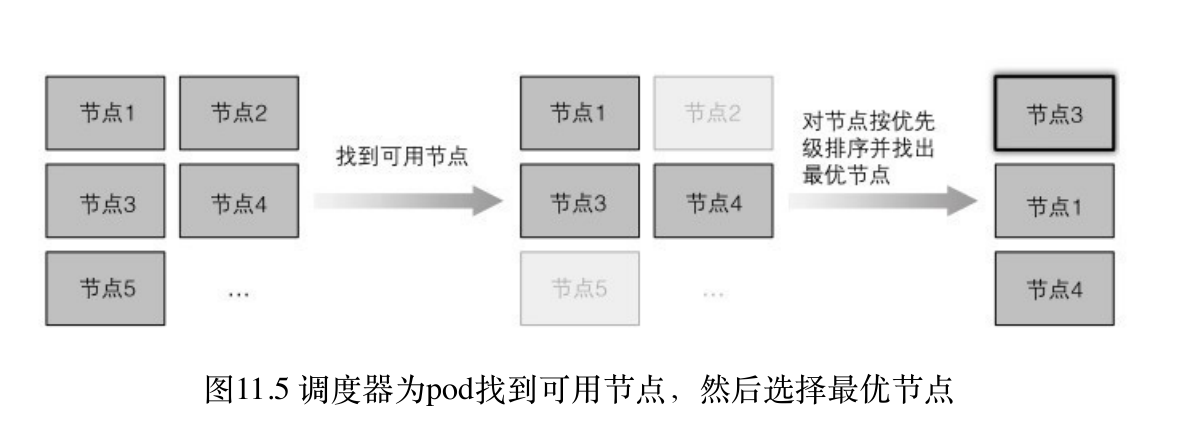 节点1 节点2
节点3 节点4
节点5 ...
找到可用节点
节点1 节点2
节点3 节点4
节点5 ...
对节点按优先
级排序并找出
最优节点
节点3
节点1
节点4
图11.5 调度器为pod找到可用节点，然后选择最优节点